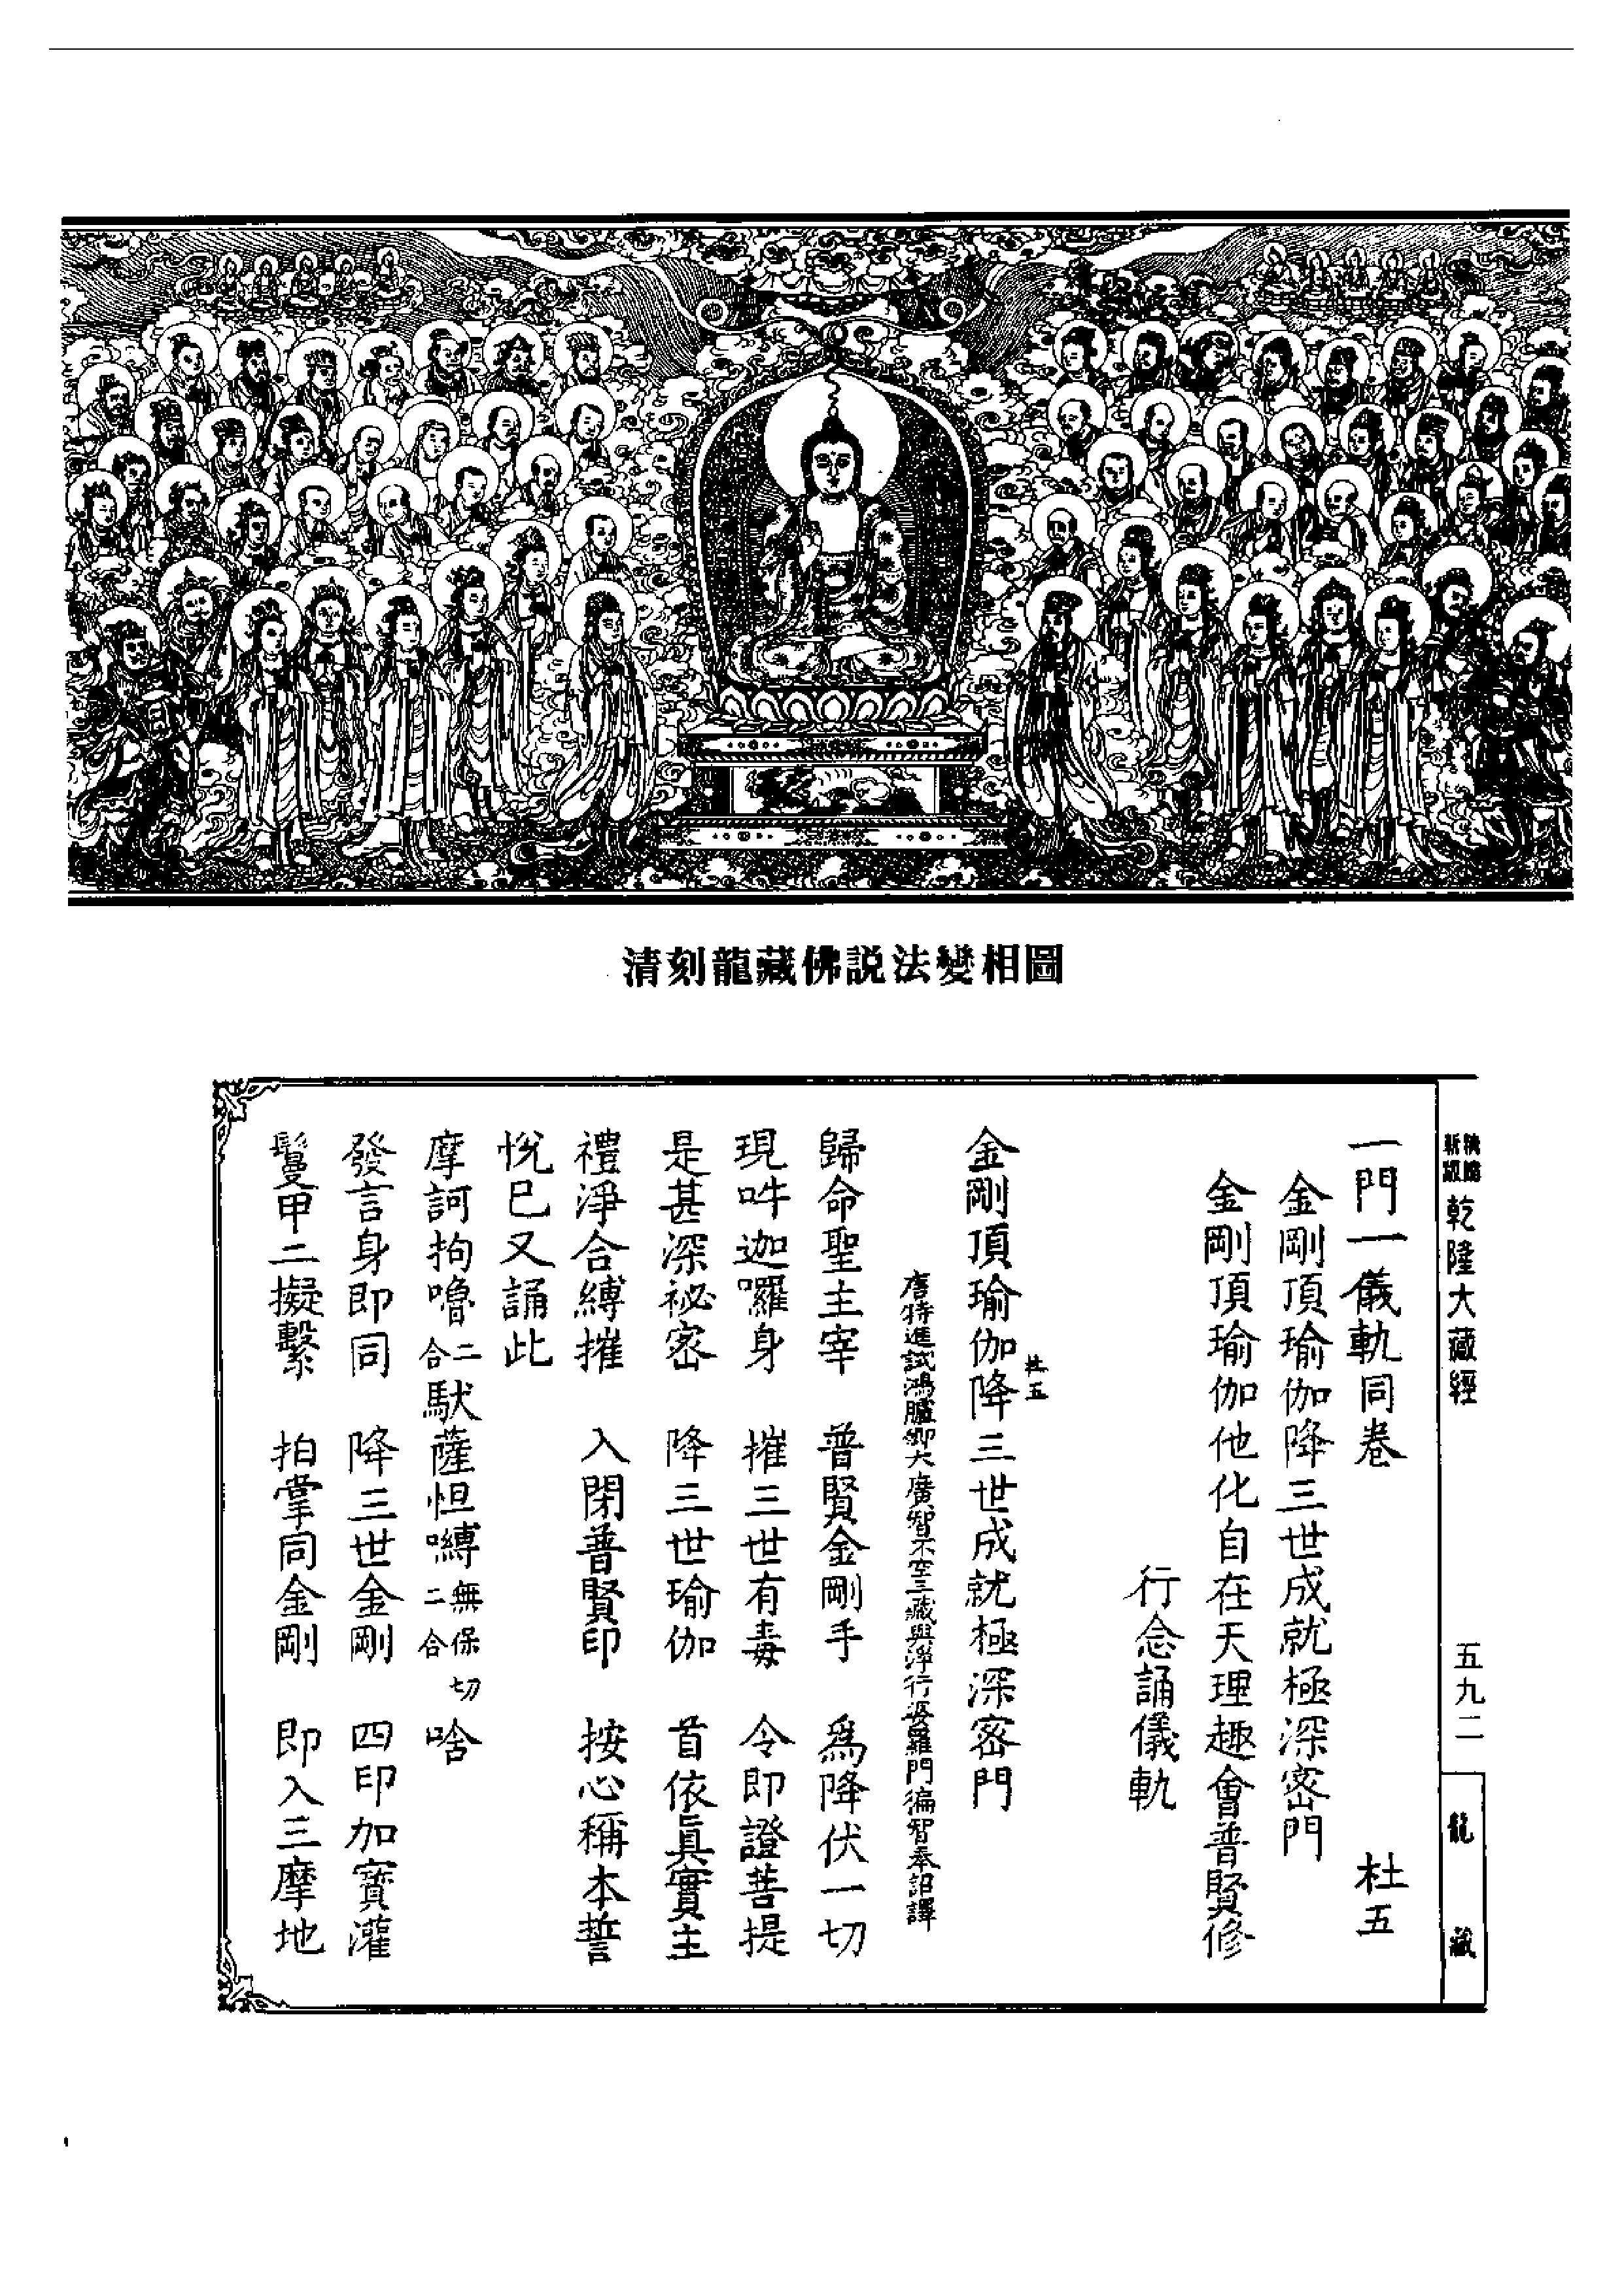 清刻龍藏佛説法變相圖
乾隆大藏經
五九二
龍藏
一門一儀軌同卷 杜五
金剛頂瑜伽降三世成就極深密門
金剛頂瑜伽他化自在天理趣會普賢修
行念誦儀軌
杜五
金剛頂瑜伽降三世成就極深密門
唐特進試鴻臚卿大廣智不空三藏與淨行婆羅門徧智奉詔譯
歸命聖主宰 普賢金剛手 爲降伏一切
現吽迦囉身 摧三世有毒 令即證菩提
是甚深祕密 降三世瑜伽 首依真實主
禮淨合縛摧 入閉普賢印 按心稱本誓
悅已又誦此
摩訶拘嚕二合馱薩怛嚩無保切二合唅
發言身即同 降三世金剛 四印加寶灌
鬘甲二擬繫 拍掌同金剛 即入三摩地